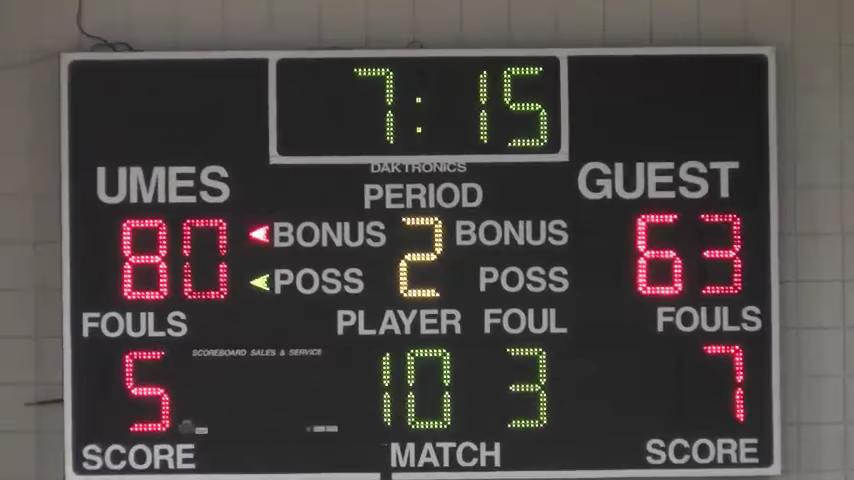 7:15
DAKTRONICS
UMES PERIOD GUEST
80 BONUS 2 BONUS 63
POSS POSS
FOULS PLAYER FOUL FOULS
SCOREBOARD SALES & SERVICE
5 10 3 7
SCORE MATCH SCORE